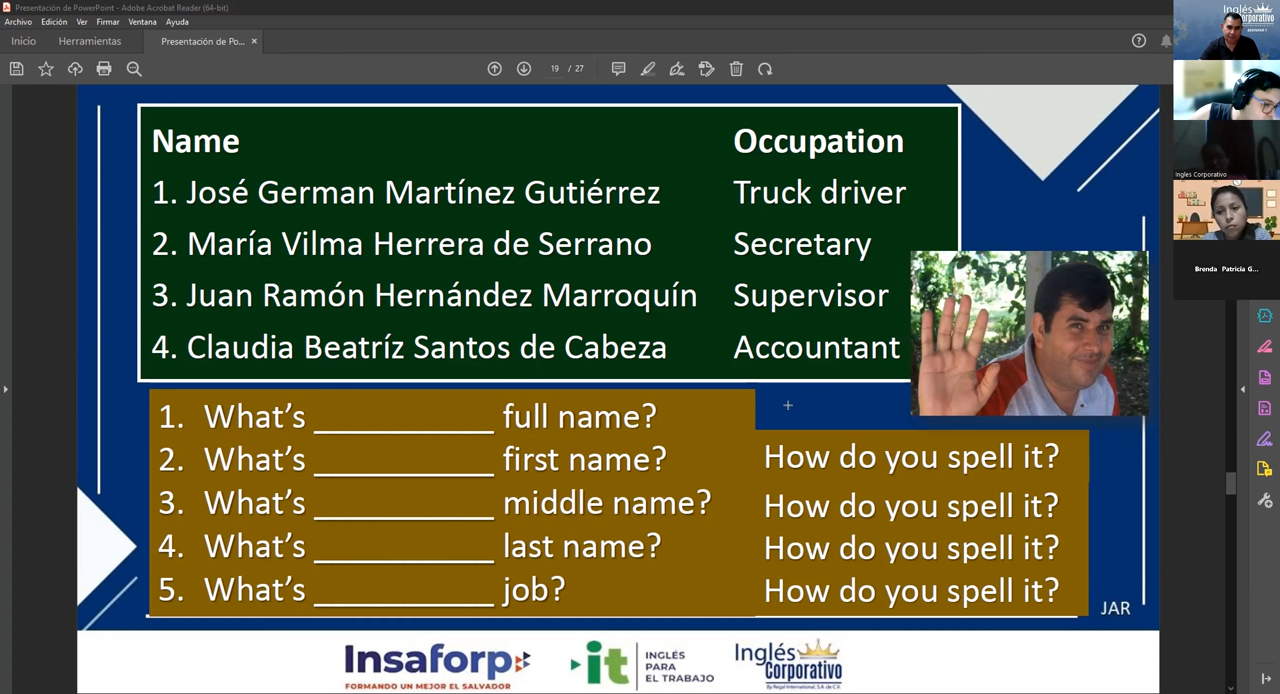 Presentación de PowerPoint - Adobe Acrobat Reader (64-bit)
Archivo Edición Ver Firmar Ventana Ayuda
Inicio Herramientas Presentación de Po... ×
19 / 27
Name Occupation
1. José German Martínez Gutiérrez Truck driver
2. María Vilma Herrera de Serrano Secretary
3. Juan Ramón Hernández Marroquín Supervisor
4. Claudia Beatríz Santos de Cabeza Accountant
1. What's ___________ full name?
2. What's ___________ first name? How do you spell it?
3. What's ___________ middle name? How do you spell it?
4. What's ___________ last name? How do you spell it?
5. What's ___________ job? How do you spell it?
JAR
Insaforp
FORMANDO UN MEJOR EL SALVADOR
it
INGLÉS
PARA
EL TRABAJO
Inglés
Corporativo
By Regal International, S.A. de C.V.
Inglés
Corporativo
Ingles Corporativo
Brenda Patricia G...